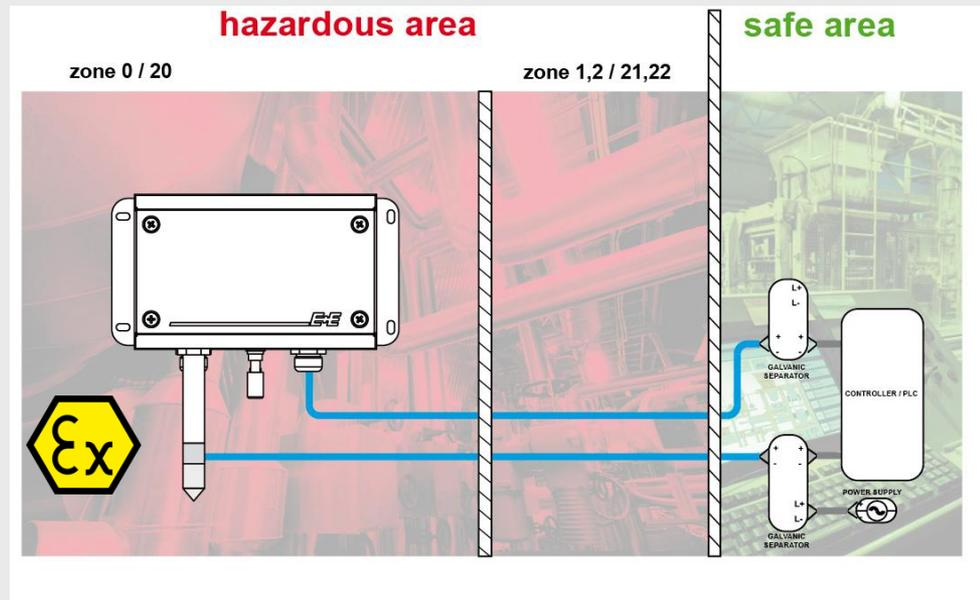 hazardous area
safe area
zone 0 / 20
zone 1,2 / 21,22
E+E
Ex
L+
L-
+ +
- -
GALVANIC
SEPARATOR
CONTROLLER / PLC
+ +
- -
L+
L-
GALVANIC
SEPARATOR
POWER SUPPLY